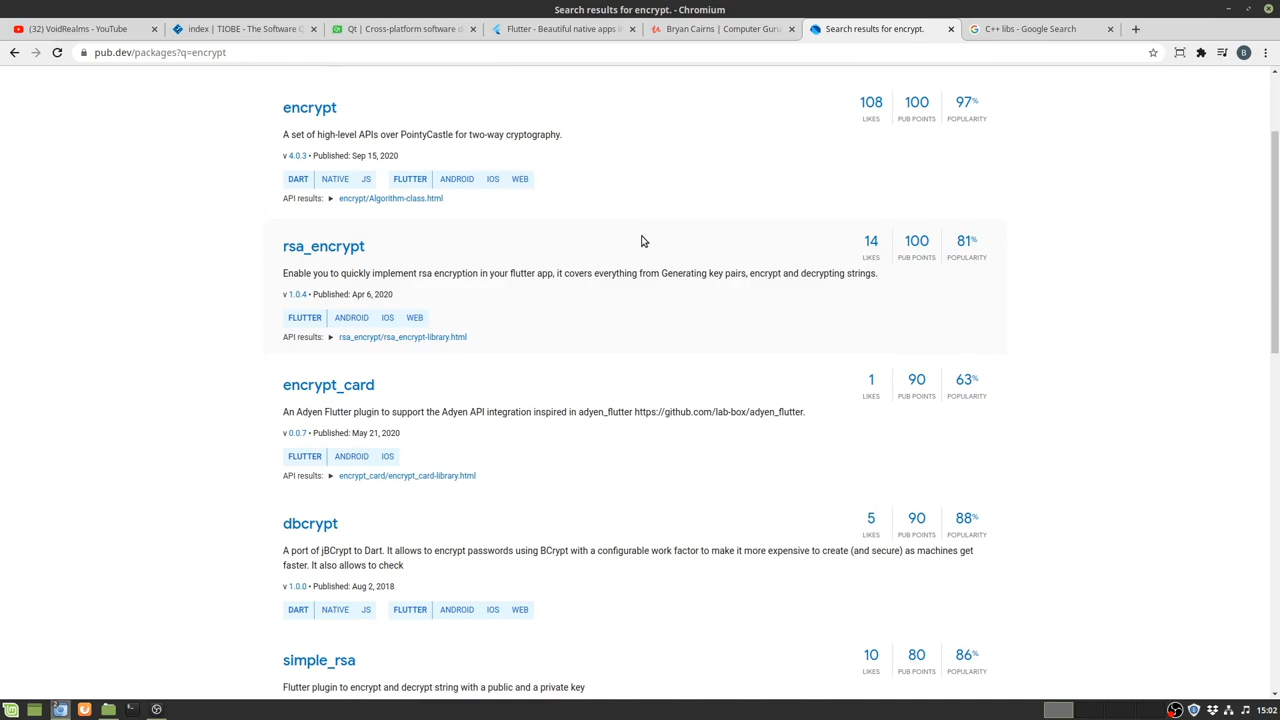 Search results for encrypt. - Chromium
(32) VoidRealms - YouTube
index | TIOBE - The Software Q
Qt | Cross-platform software d
Flutter - Beautiful native apps i
Bryan Cairns | Computer Guru
Search results for encrypt.
C++ libs - Google Search
pub.dev/packages?q=encrypt
B
encrypt
108 100 97%
LIKES PUB POINTS POPULARITY
A set of high-level APIs over PointyCastle for two-way cryptography.
v 4.0.3 • Published: Sep 15, 2020
DART NATIVE JS FLUTTER ANDROID IOS WEB
API results: ▶ encrypt/Algorithm-class.html
rsa_encrypt
14 100 81%
LIKES PUB POINTS POPULARITY
Enable you to quickly implement rsa encryption in your flutter app, it covers everything from Generating key pairs, encrypt and decrypting strings.
v 1.0.4 • Published: Apr 6, 2020
FLUTTER ANDROID IOS WEB
API results: ▶ rsa_encrypt/rsa_encrypt-library.html
encrypt_card
1 90 63%
LIKES PUB POINTS POPULARITY
An Adyen Flutter plugin to support the Adyen API integration inspired in adyen_flutter https://github.com/lab-box/adyen_flutter.
v 0.0.7 • Published: May 21, 2020
FLUTTER ANDROID IOS
API results: ▶ encrypt_card/encrypt_card-library.html
dbcrypt
5 90 88%
LIKES PUB POINTS POPULARITY
A port of jBCrypt to Dart. It allows to encrypt passwords using BCrypt with a configurable work factor to make it more expensive to create (and secure) as machines get
faster. It also allows to check
v 1.0.0 • Published: Aug 2, 2018
DART NATIVE JS FLUTTER ANDROID IOS WEB
simple_rsa
10 80 86%
LIKES PUB POINTS POPULARITY
Flutter plugin to encrypt and decrypt string with a public and a private key
15:02